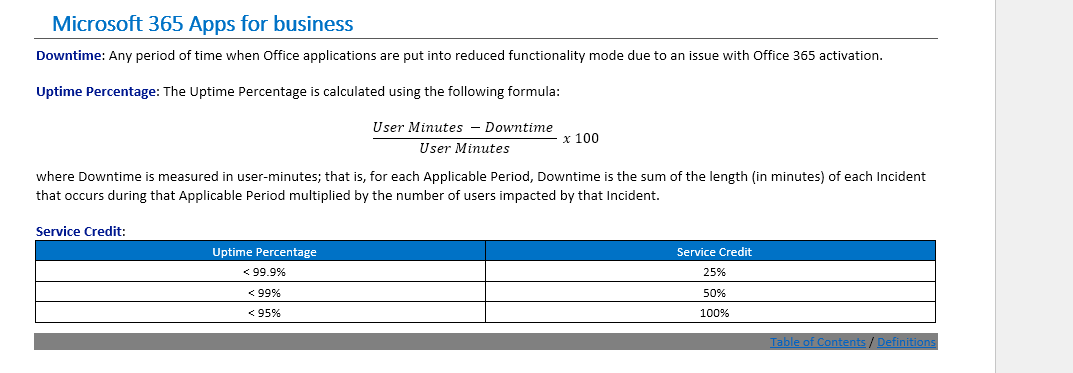 Microsoft 365 Apps for business
Downtime: Any period of time when Office applications are put into reduced functionality mode due to an issue with Office 365 activation.
Uptime Percentage: The Uptime Percentage is calculated using the following formula:
User Minutes − Downtime
x 100
User Minutes
where Downtime is measured in user-minutes; that is, for each Applicable Period, Downtime is the sum of the length (in minutes) of each Incident
that occurs during that Applicable Period multiplied by the number of users impacted by that Incident.
Service Credit:
Uptime Percentage Service Credit
< 99.9% 25%
< 99% 50%
< 95% 100%
Table of Contents / Definitions